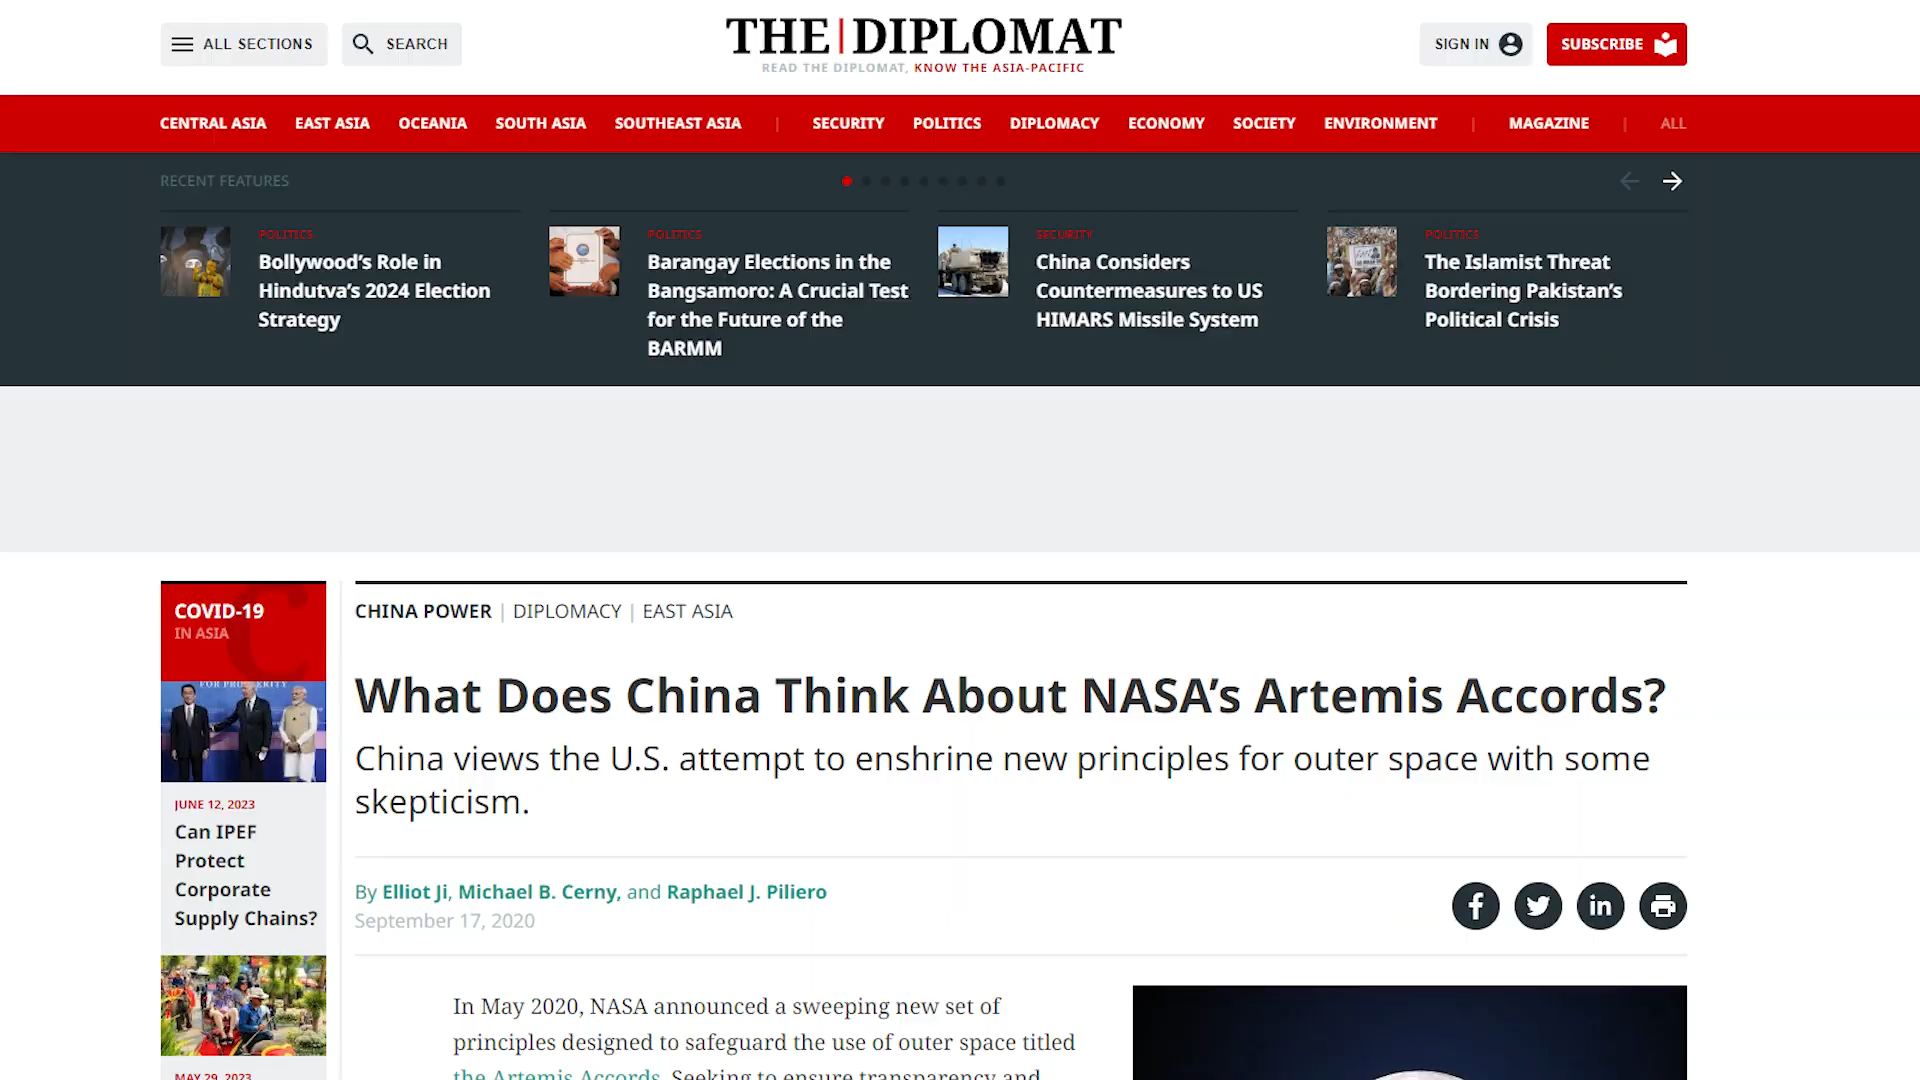 ALL SECTIONS
SEARCH
THE|DIPLOMAT
READ THE DIPLOMAT, KNOW THE ASIA-PACIFIC
SIGN IN
SUBSCRIBE
CENTRAL ASIA EAST ASIA OCEANIA SOUTH ASIA SOUTHEAST ASIA | SECURITY POLITICS DIPLOMACY ECONOMY SOCIETY ENVIRONMENT | MAGAZINE | ALL
RECENT FEATURES
POLITICS
Bollywood’s Role in
Hindutva’s 2024 Election
Strategy
POLITICS
Barangay Elections in the
Bangsamoro: A Crucial Test
for the Future of the
BARMM
SECURITY
China Considers
Countermeasures to US
HIMARS Missile System
POLITICS
The Islamist Threat
Bordering Pakistan’s
Political Crisis
COVID-19
IN ASIA
FOR PROSPERITY
JUNE 12, 2023
Can IPEF
Protect
Corporate
Supply Chains?
MAY 29, 2023
CHINA POWER | DIPLOMACY | EAST ASIA
What Does China Think About NASA’s Artemis Accords?
China views the U.S. attempt to enshrine new principles for outer space with some
skepticism.
By Elliot Ji, Michael B. Cerny, and Raphael J. Piliero
September 17, 2020
In May 2020, NASA announced a sweeping new set of
principles designed to safeguard the use of outer space titled
the Artemis Accords. Seeking to ensure transparency and